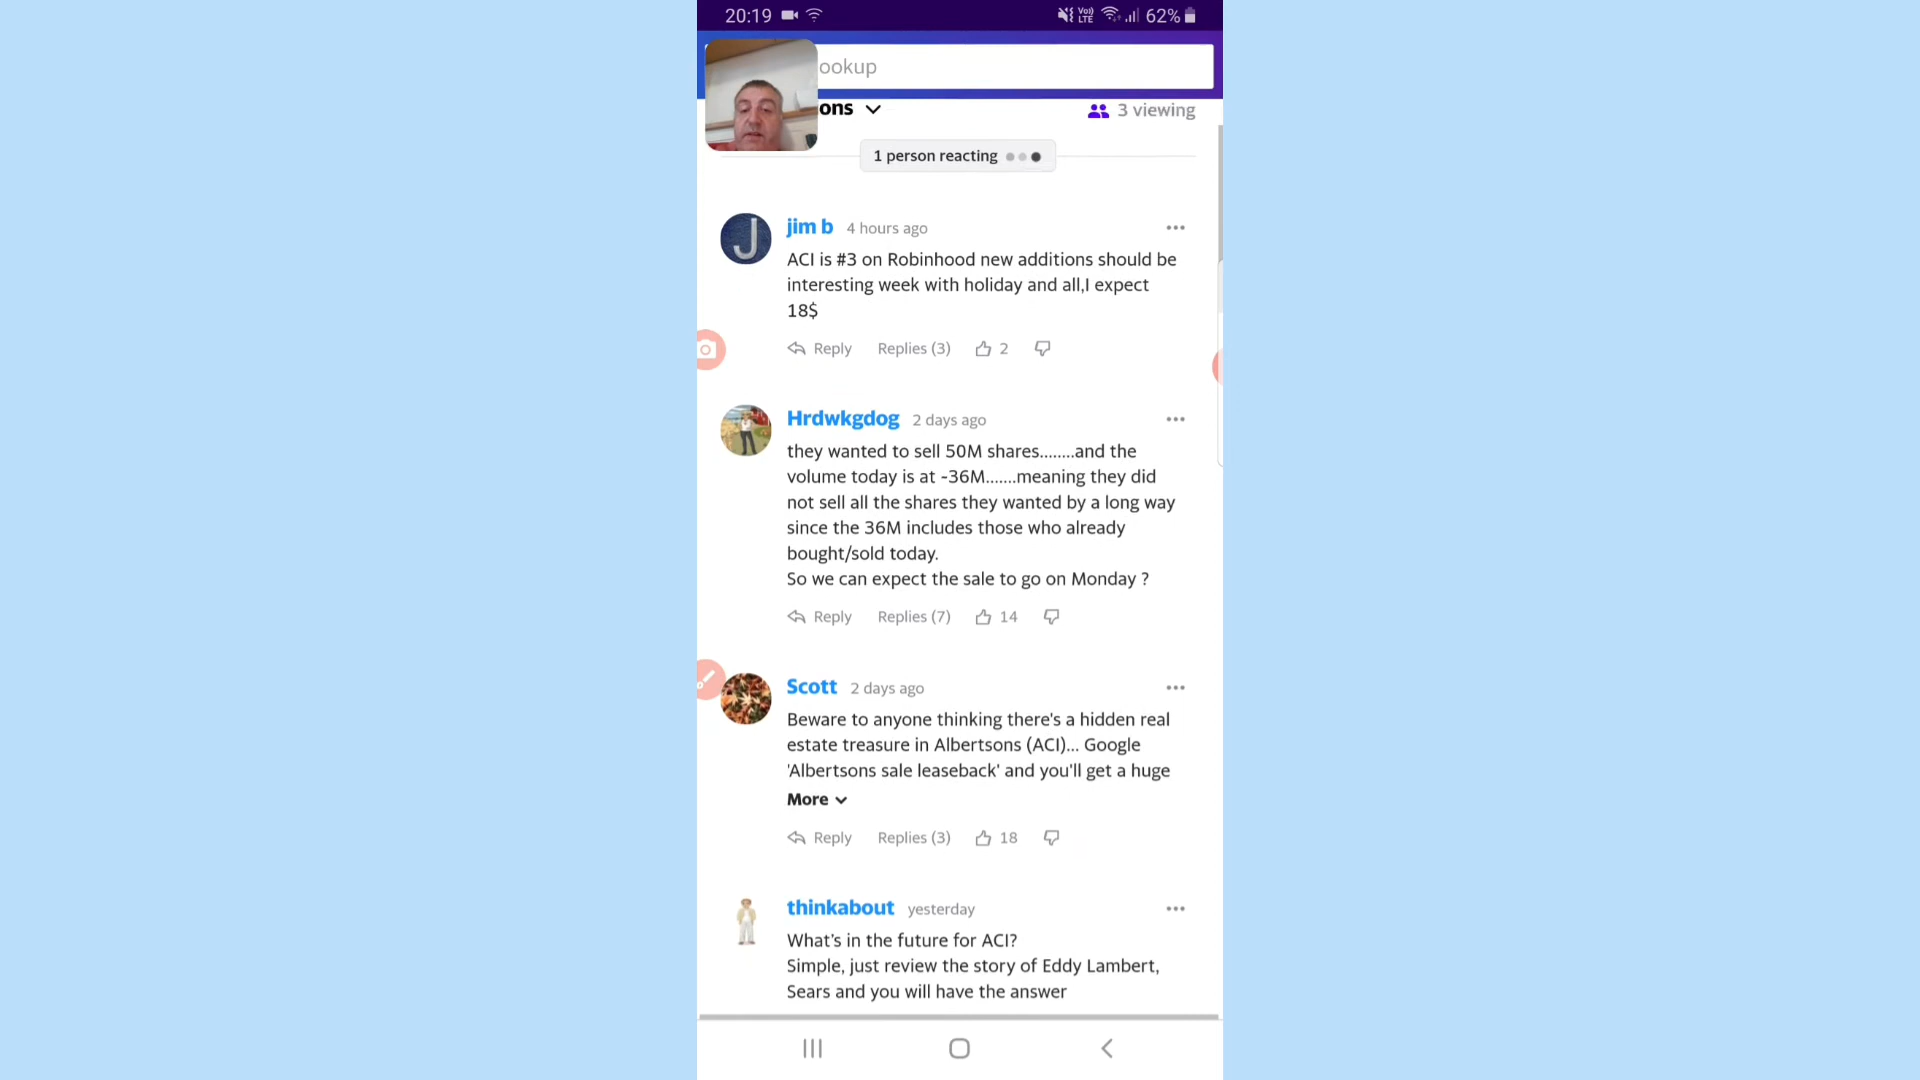 20:19
Vo)) LTE
62%
ookup
ons
3 viewing
1 person reacting
J
jim b 4 hours ago
ACI is #3 on Robinhood new additions should be
interesting week with holiday and all,I expect
18$
Reply Replies (3) 2
Hrdwkgdog 2 days ago
they wanted to sell 50M shares........and the
volume today is at -36M.......meaning they did
not sell all the shares they wanted by a long way
since the 36M includes those who already
bought/sold today.
So we can expect the sale to go on Monday ?
Reply Replies (7) 14
Scott 2 days ago
Beware to anyone thinking there's a hidden real
estate treasure in Albertsons (ACI)... Google
'Albertsons sale leaseback' and you'll get a huge
More
Reply Replies (3) 18
thinkabout yesterday
What's in the future for ACI?
Simple, just review the story of Eddy Lambert,
Sears and you will have the answer